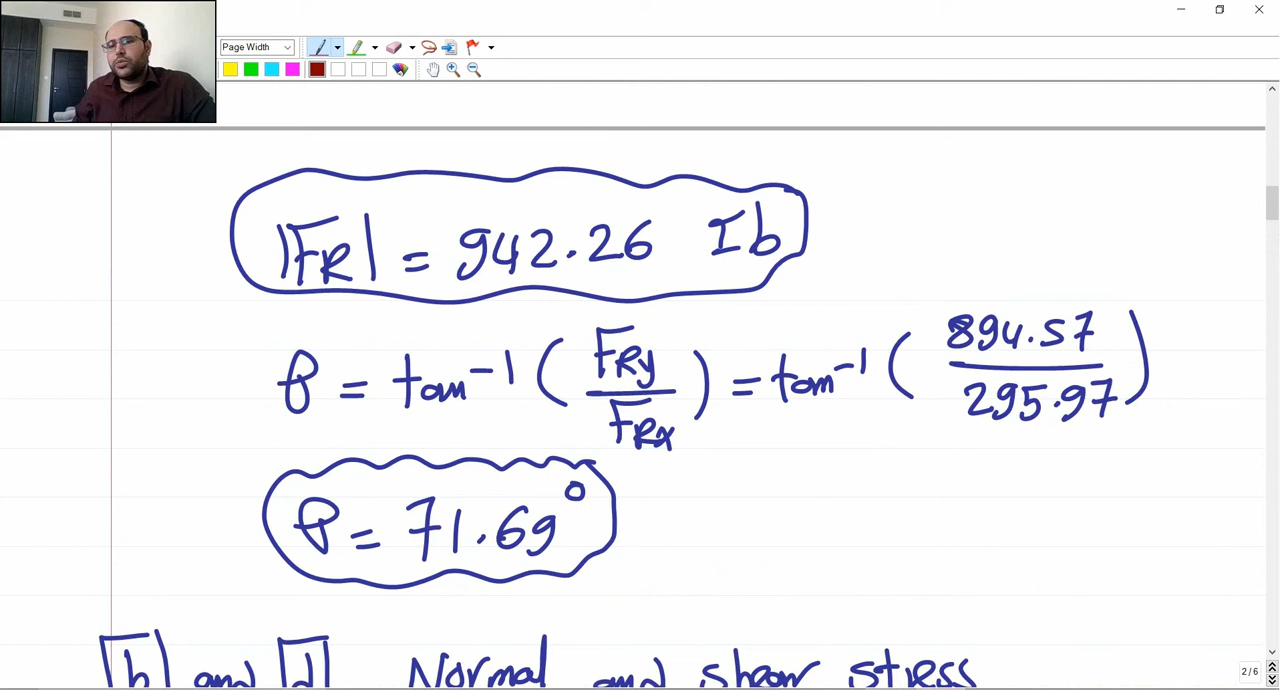 Page Width
|FR| = 942.26 Ib
θ = tan⁻¹ (FRy / FRx) = tan⁻¹ (894.57 / 295.97)
θ = 71.69°
b and d Normal and shear stress
2/6